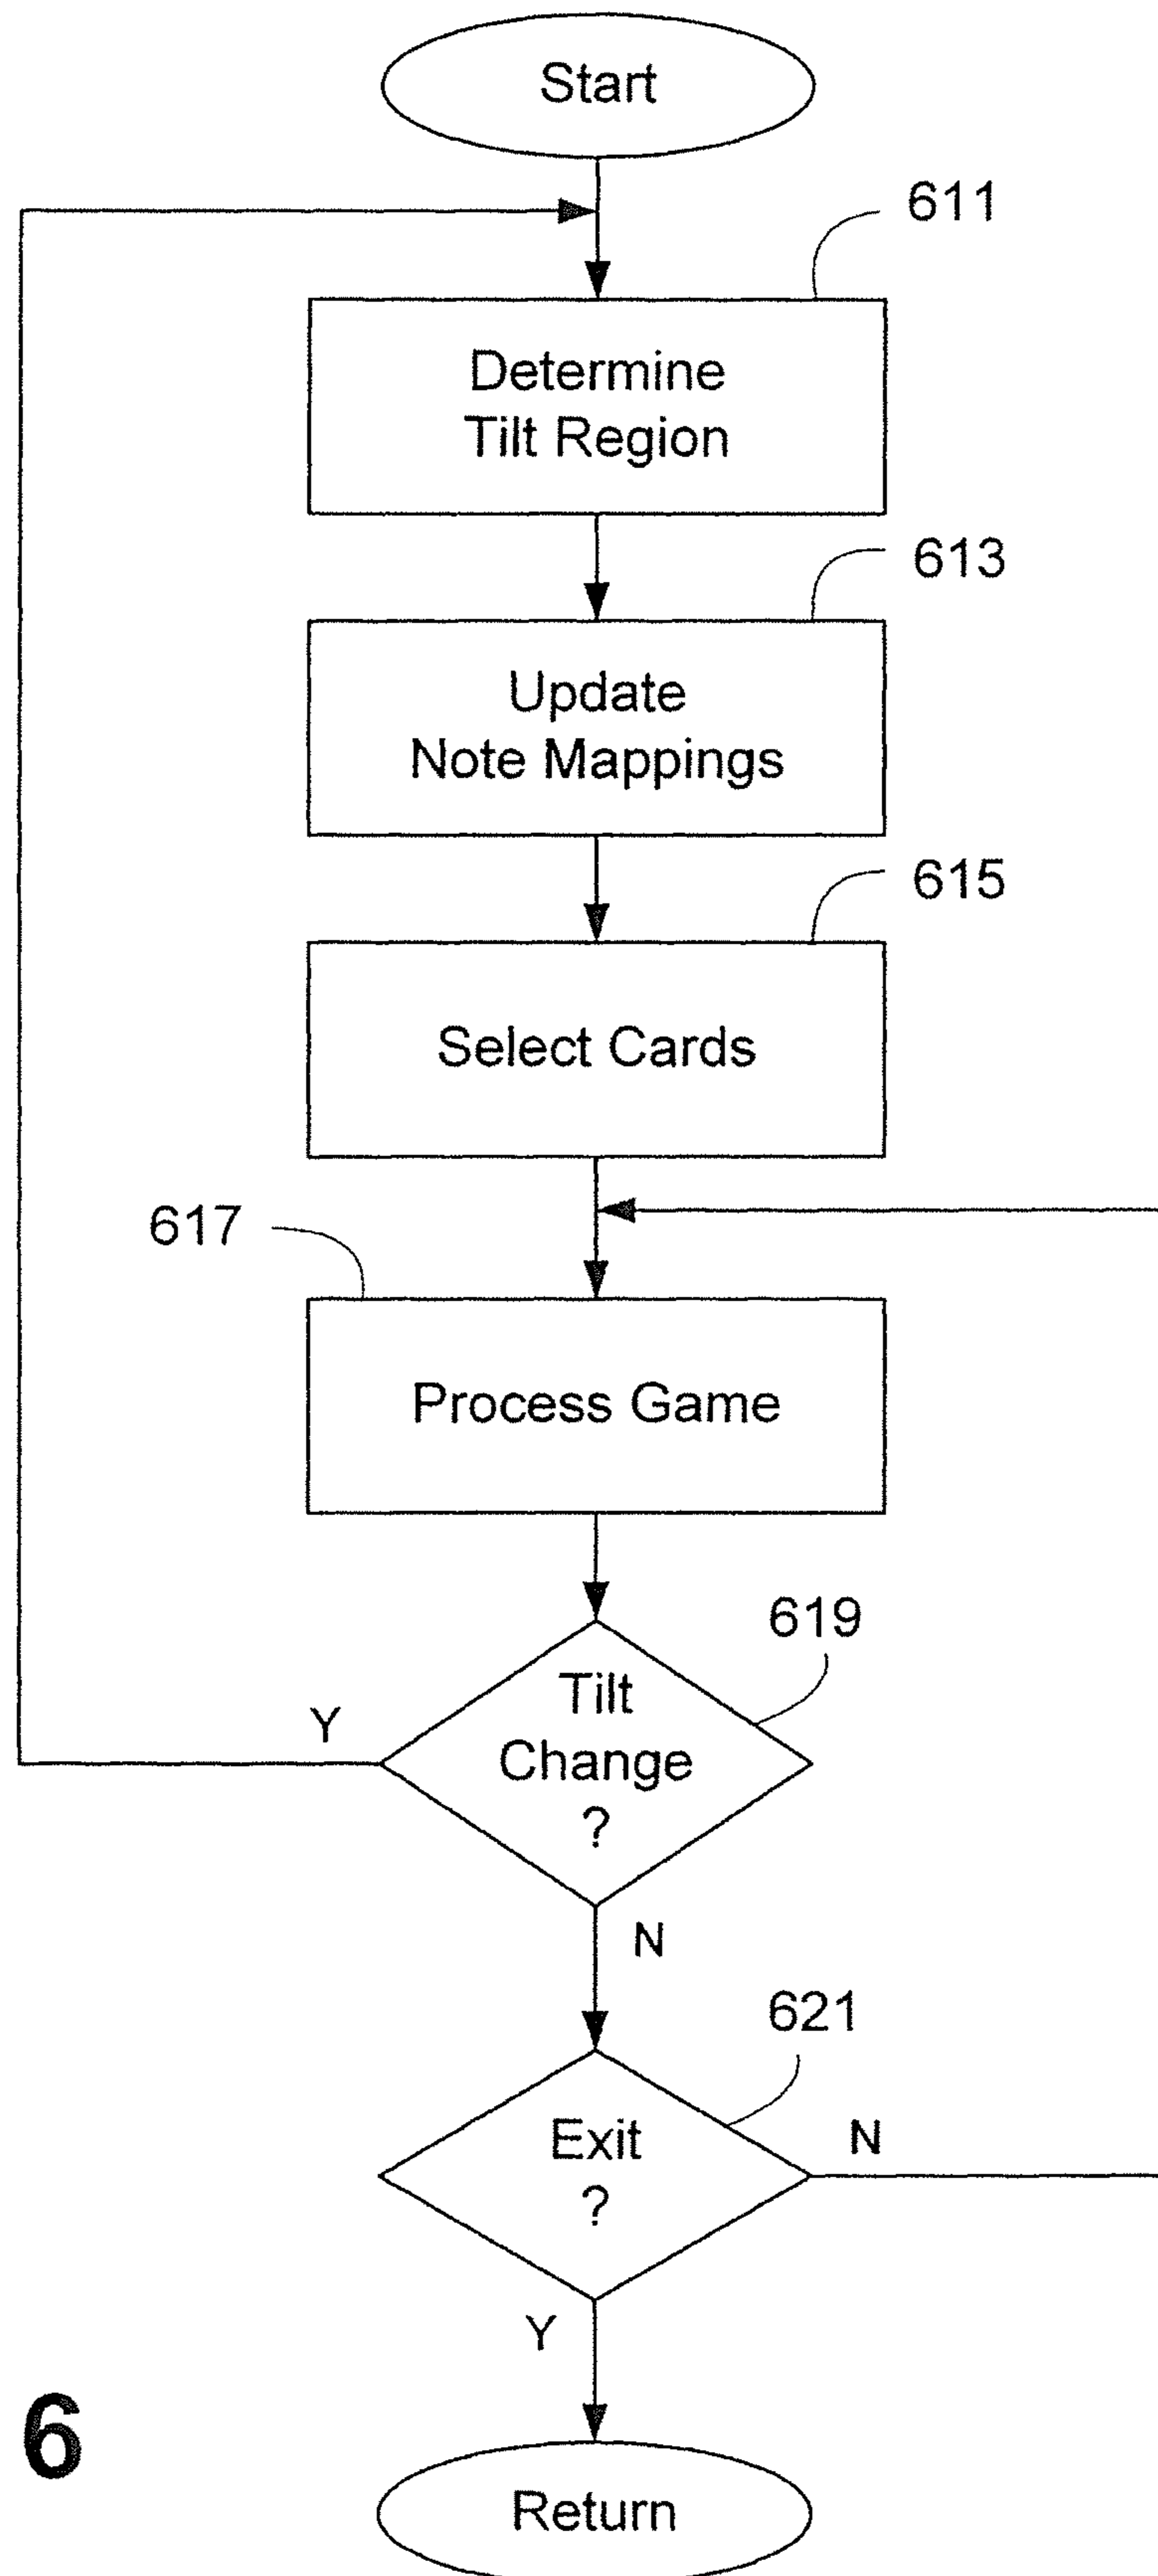 Start
611
Determine
Tilt Region
613
Update
Note Mappings
615
Select Cards
617
Process Game
619
Tilt
Change
?
Y
N
621
Exit
?
N
Y
6
Return